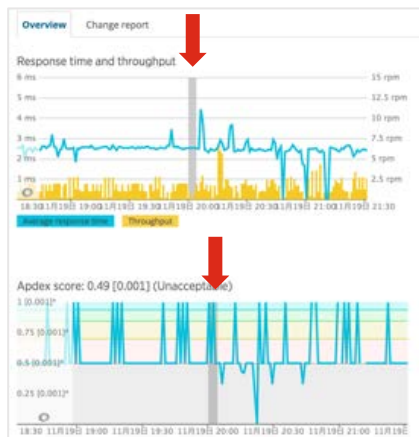 Overview Change report
Response time and throughput
6 ms 15 rpm
5 ms 12.5 rpm
4 ms 10 rpm
3 ms 7.5 rpm
2 ms 5 rpm
1 ms 2.5 rpm
18:30 11月19日 19:00 11月19日 19:30 11月19日 20:00 11月19日 20:30 11月19日 21:00 11月19日 21:30
Average response time Throughput
Apdex score: 0.49 [0.001] (Unacceptable)
1 [0.001]*
0.75 [0.001]*
0.5 [0.001]*
0.25 [0.001]*
18:30 11月19日 19:00 11月19日 19:30 11月19日 20:00 11月19日 20:30 11月19日 21:00 11月19日